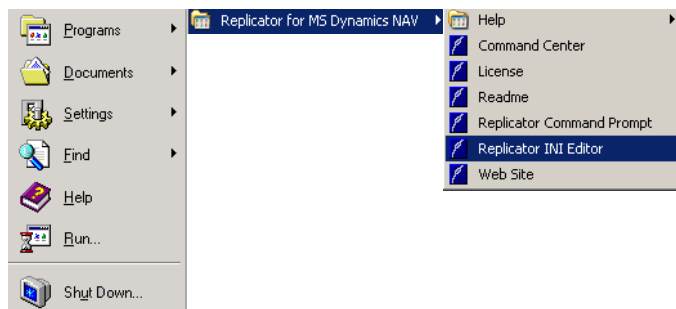 Programs
Documents
Settings
Find
Help
Run...
Shut Down...
Replicator for MS Dynamics NAV
Help
Command Center
License
Readme
Replicator Command Prompt
Replicator INI Editor
Web Site